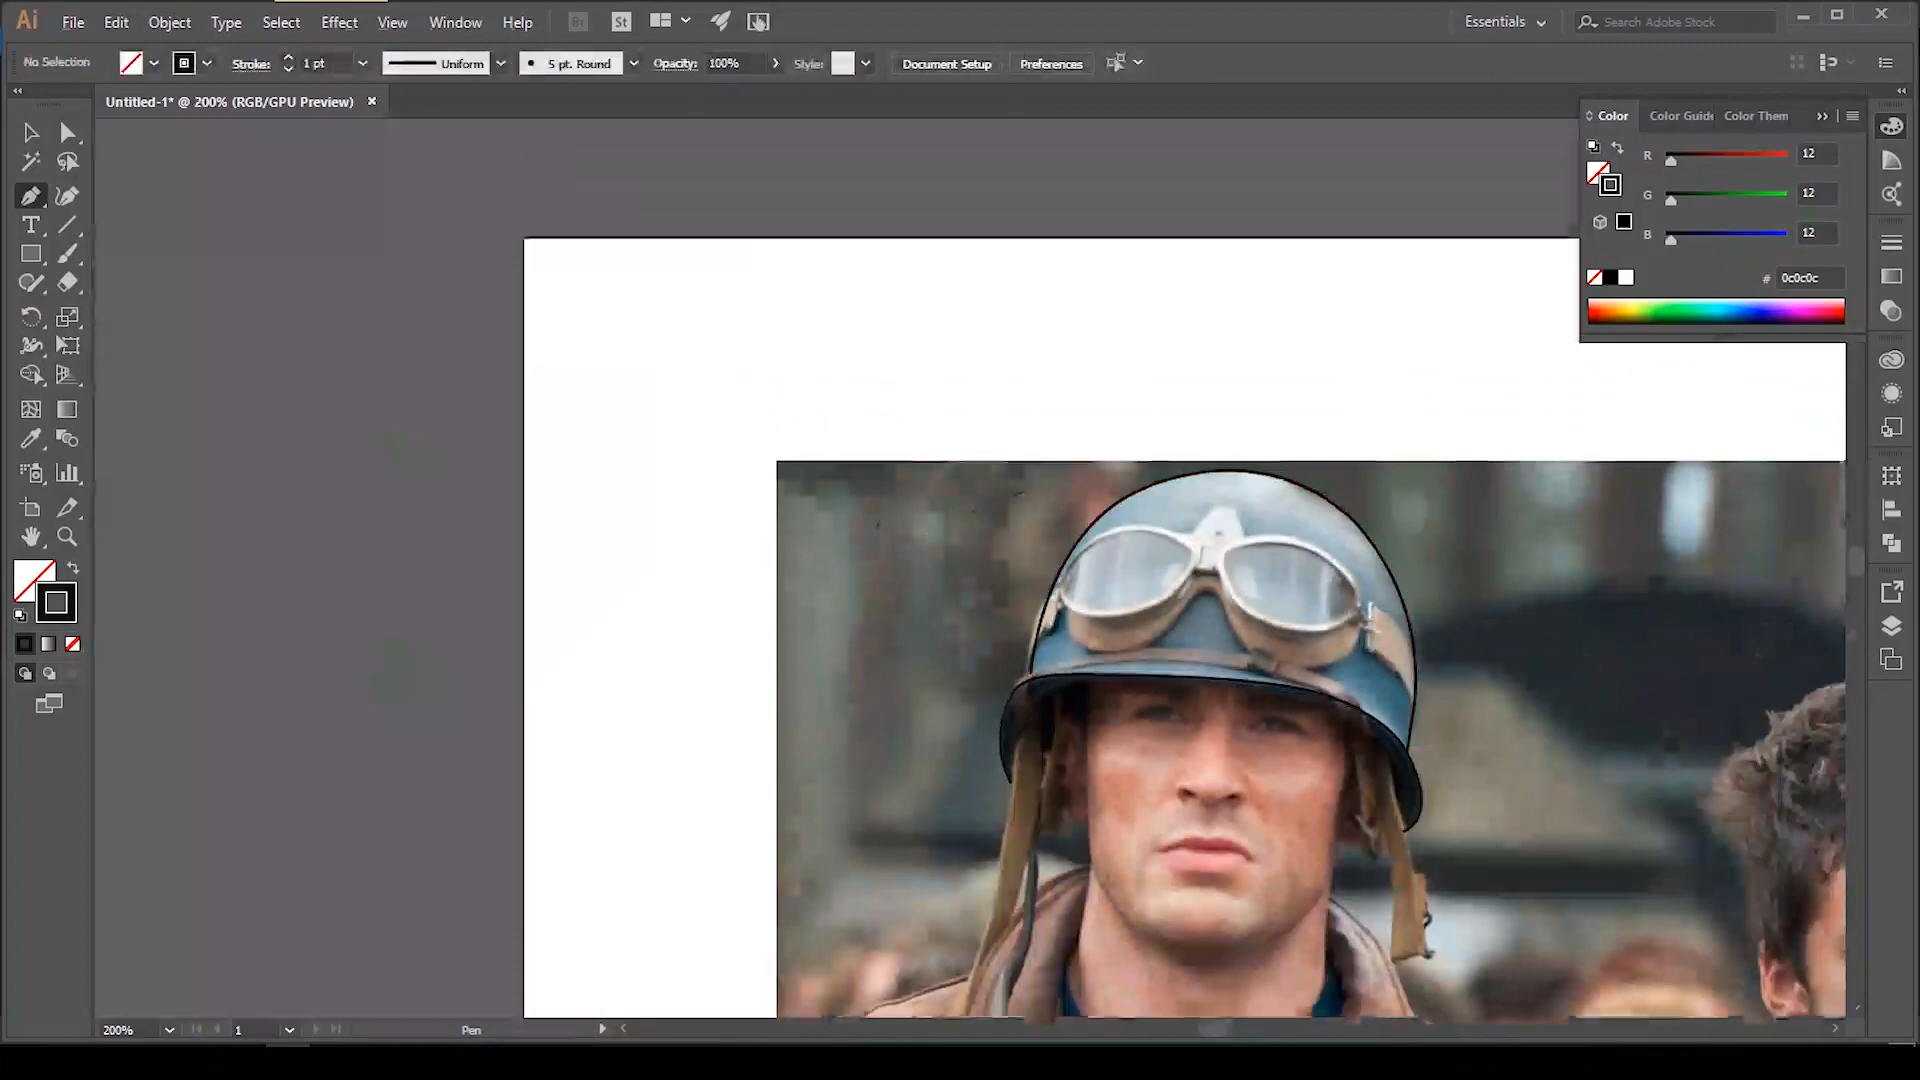 Ai File Edit Object Type Select Effect View Window Help Br St Essentials Search Adobe Stock
No Selection Stroke: 1 pt Uniform 5 pt. Round Opacity: 100% Style: Document Setup Preferences
Untitled-1* @ 200% (RGB/GPU Preview)
Color Color Guide Color Them
R 12
G 12
B 12
# 0c0c0c
200% 1 Pen